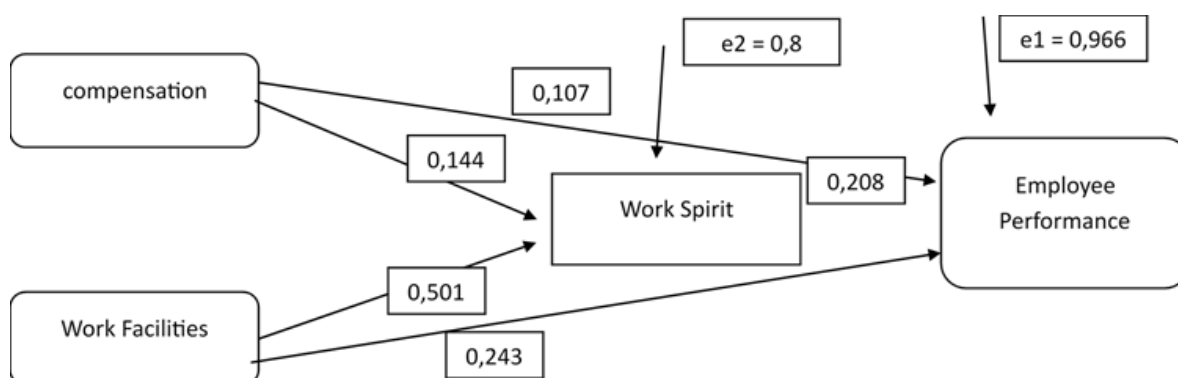 e2 = 0,8
e1 = 0,966
compensation
0,107
0,144
0,208
Work Spirit
Employee
Performance
0,501
Work Facilities
0,243